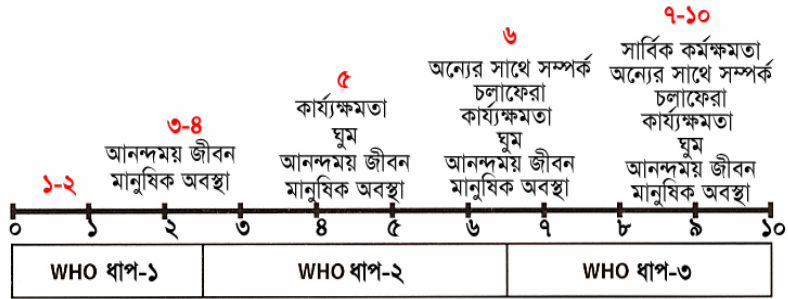 ১-২
৩-৪
আনন্দময় জীবন
মানুষিক অবস্থা
৫
কার্য্যক্ষমতা
ঘুম
আনন্দময় জীবন
মানুষিক অবস্থা
৬
অন্যের সাথে সম্পর্ক
চলাফেরা
কার্য্যক্ষমতা
ঘুম
আনন্দময় জীবন
মানুষিক অবস্থা
৭-১০
সার্বিক কর্মক্ষমতা
অন্যের সাথে সম্পর্ক
চলাফেরা
কার্য্যক্ষমতা
ঘুম
আনন্দময় জীবন
মানুষিক অবস্থা
০ ১ ২ ৩ ৪ ৫ ৬ ৭ ৮ ৯ ১০
WHO ধাপ-১ WHO ধাপ-২ WHO ধাপ-৩